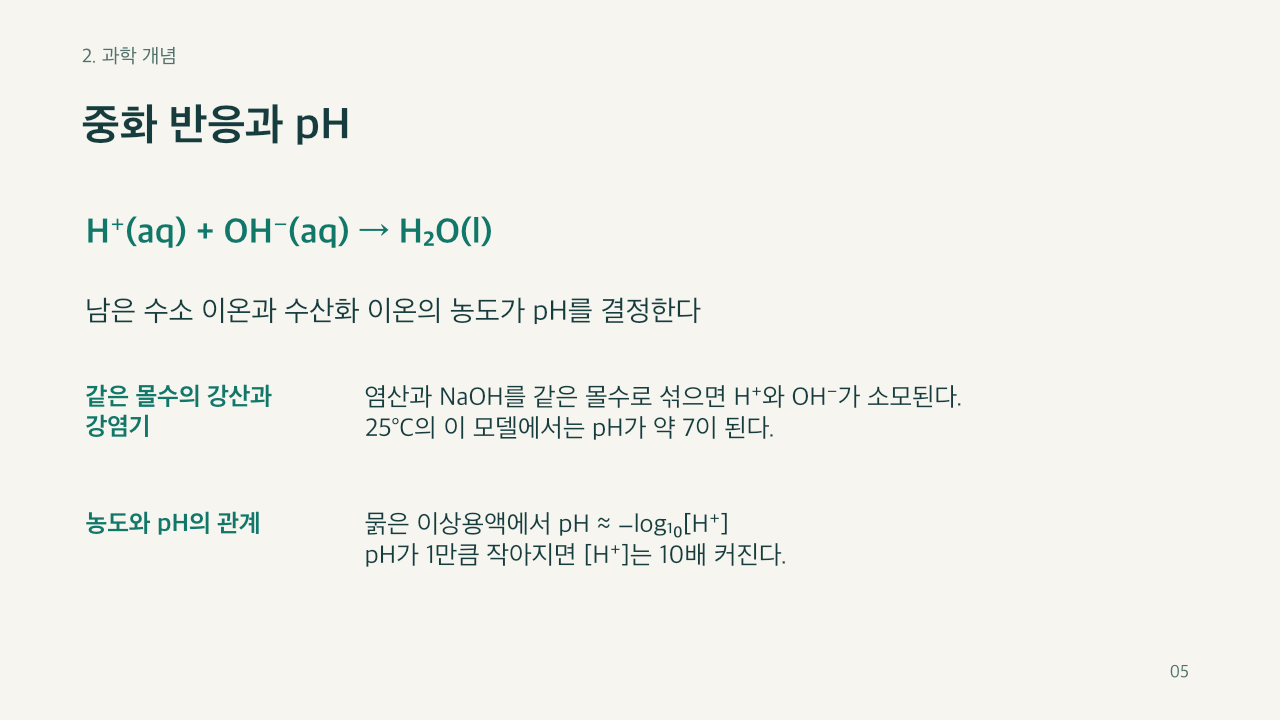 2. 과학 개념
중화 반응과 pH
H⁺(aq) + OH⁻(aq) → H₂O(l)
남은 수소 이온과 수산화 이온의 농도가 pH를 결정한다
같은 몰수의 강산과
강염기
염산과 NaOH를 같은 몰수로 섞으면 H⁺와 OH⁻가 소모된다.
25°C의 이 모델에서는 pH가 약 7이 된다.
농도와 pH의 관계
묽은 이상용액에서 pH ≈ −log₁₀[H⁺]
pH가 1만큼 작아지면 [H⁺]는 10배 커진다.
05